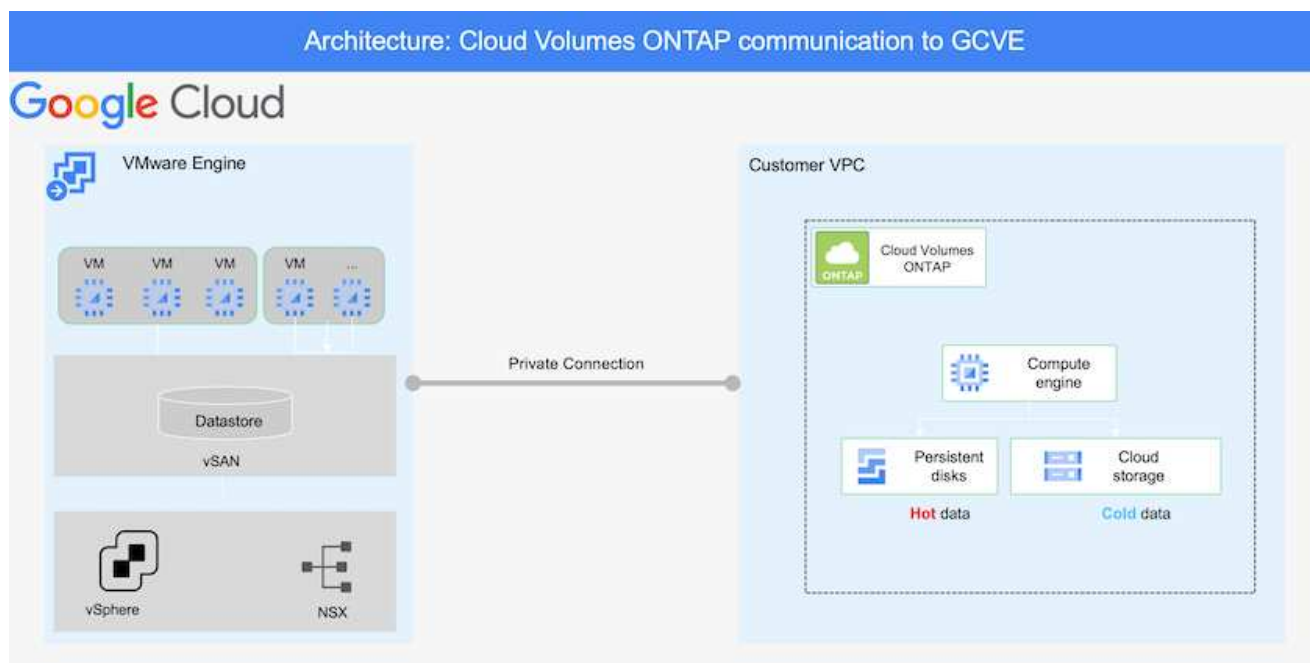 Architecture: Cloud Volumes ONTAP communication to GCVE
Google Cloud
VMware Engine
VM
VM
VM
VM
...
Datastore
vSAN
vSphere
NSX
Private Connection
Customer VPC
ONTAP
Cloud Volumes
ONTAP
Compute
engine
Persistent
disks
Cloud
storage
Hot data
Cold data